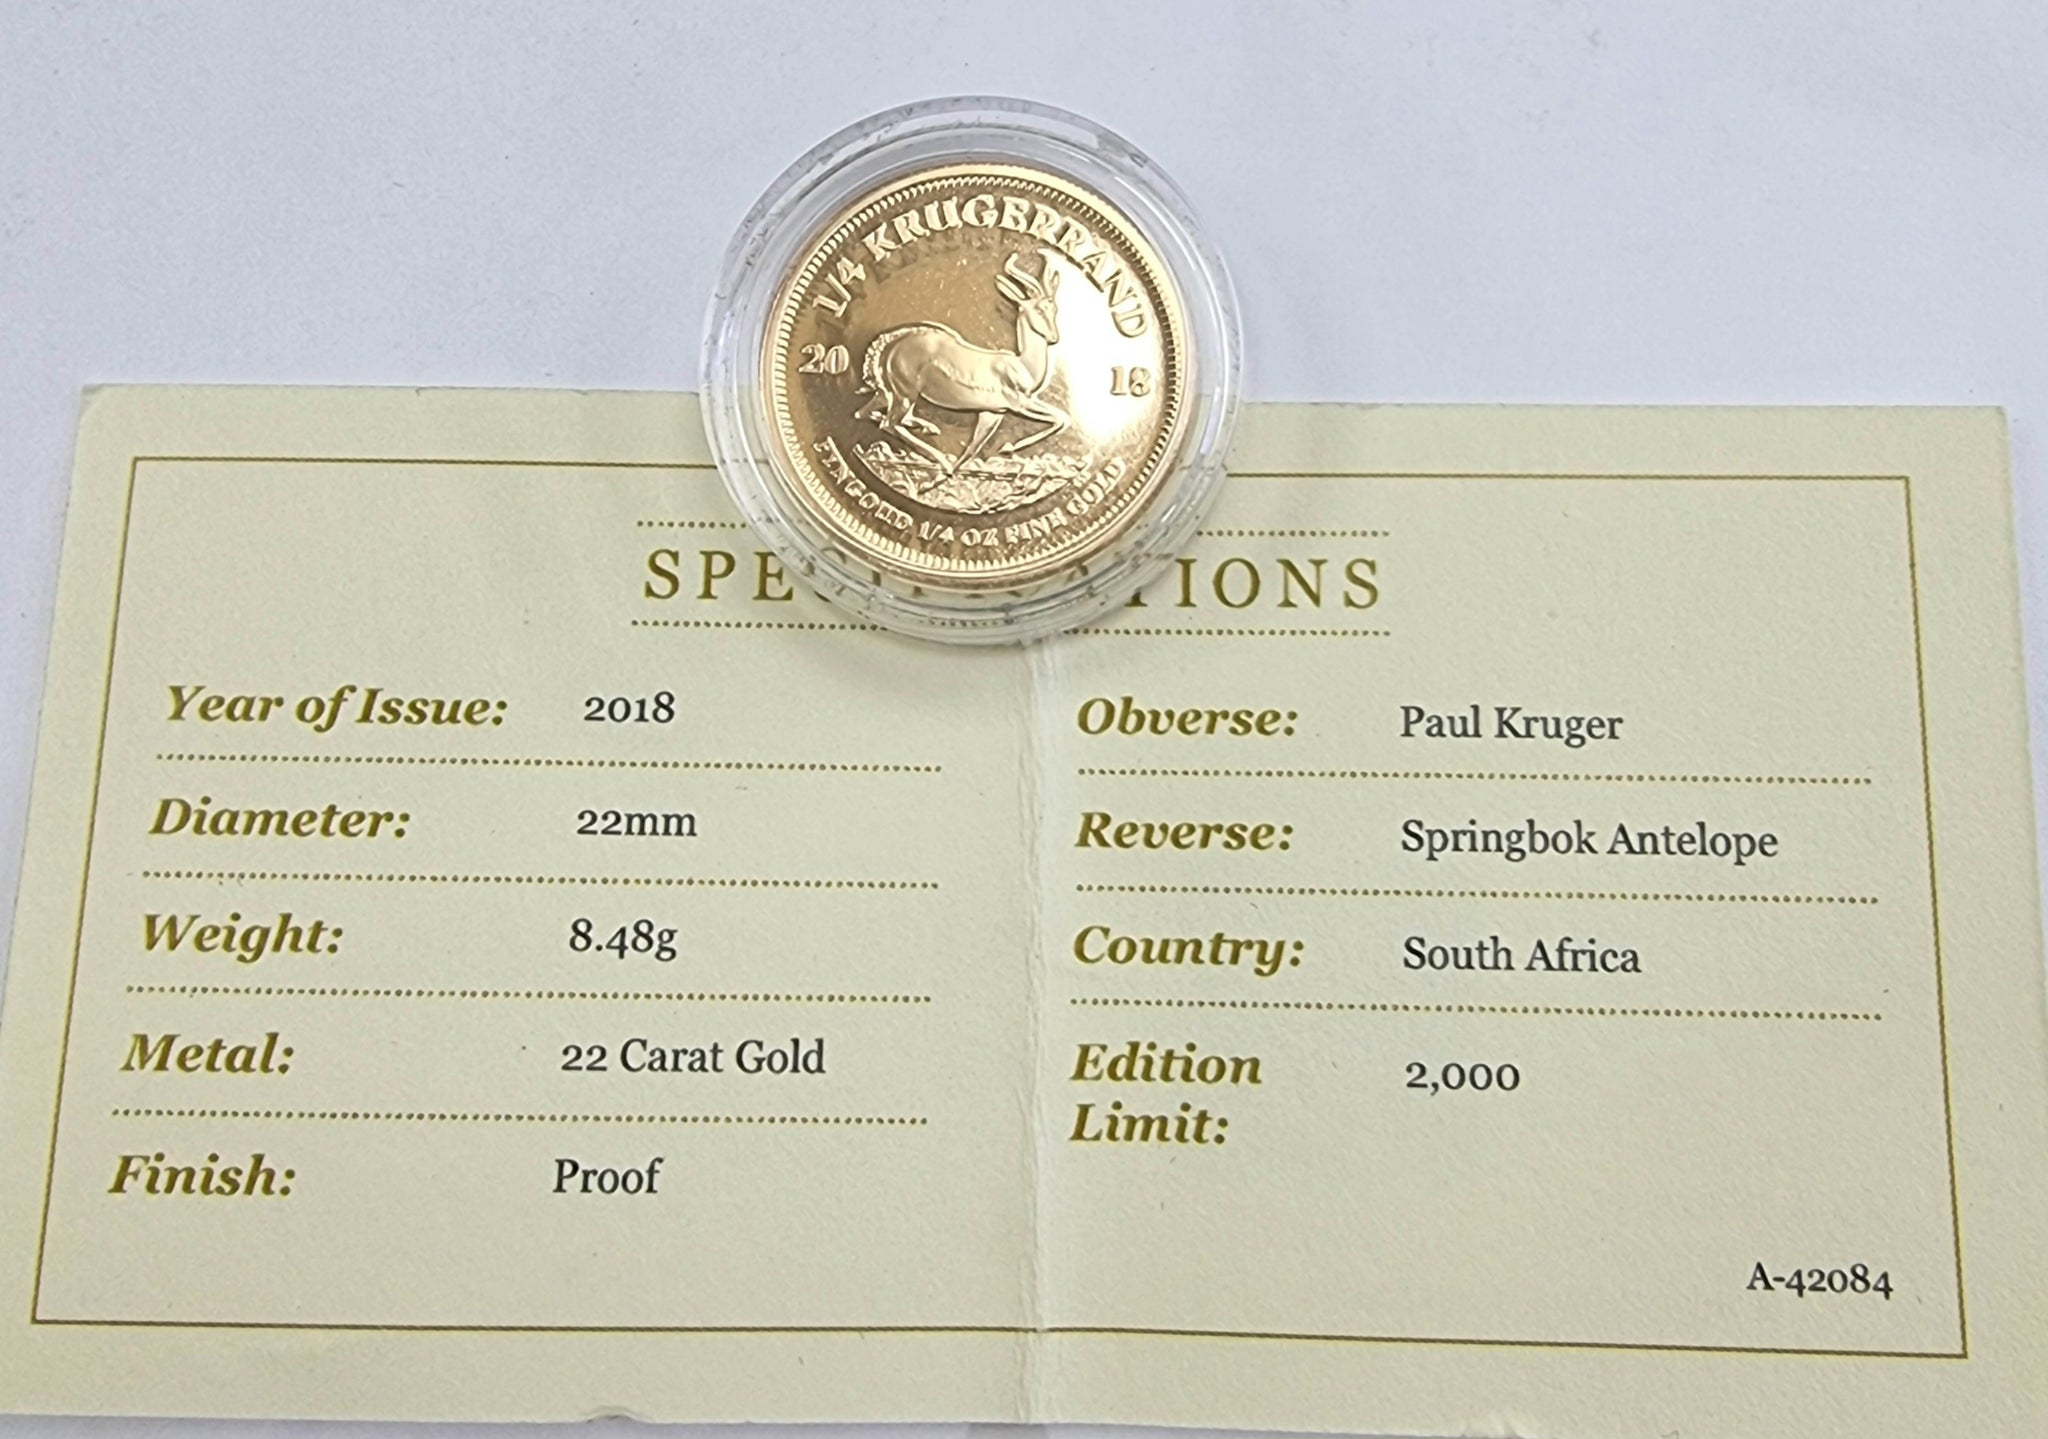 1/4 KRUGERRAND
20 18
FYNGOUD 1/4 OZ FINE GOLD
SPECIFICATIONS
Year of Issue: 2018
Diameter: 22mm
Weight: 8.48g
Metal: 22 Carat Gold
Finish: Proof
Obverse: Paul Kruger
Reverse: Springbok Antelope
Country: South Africa
Edition 2,000
Limit:
A-42084